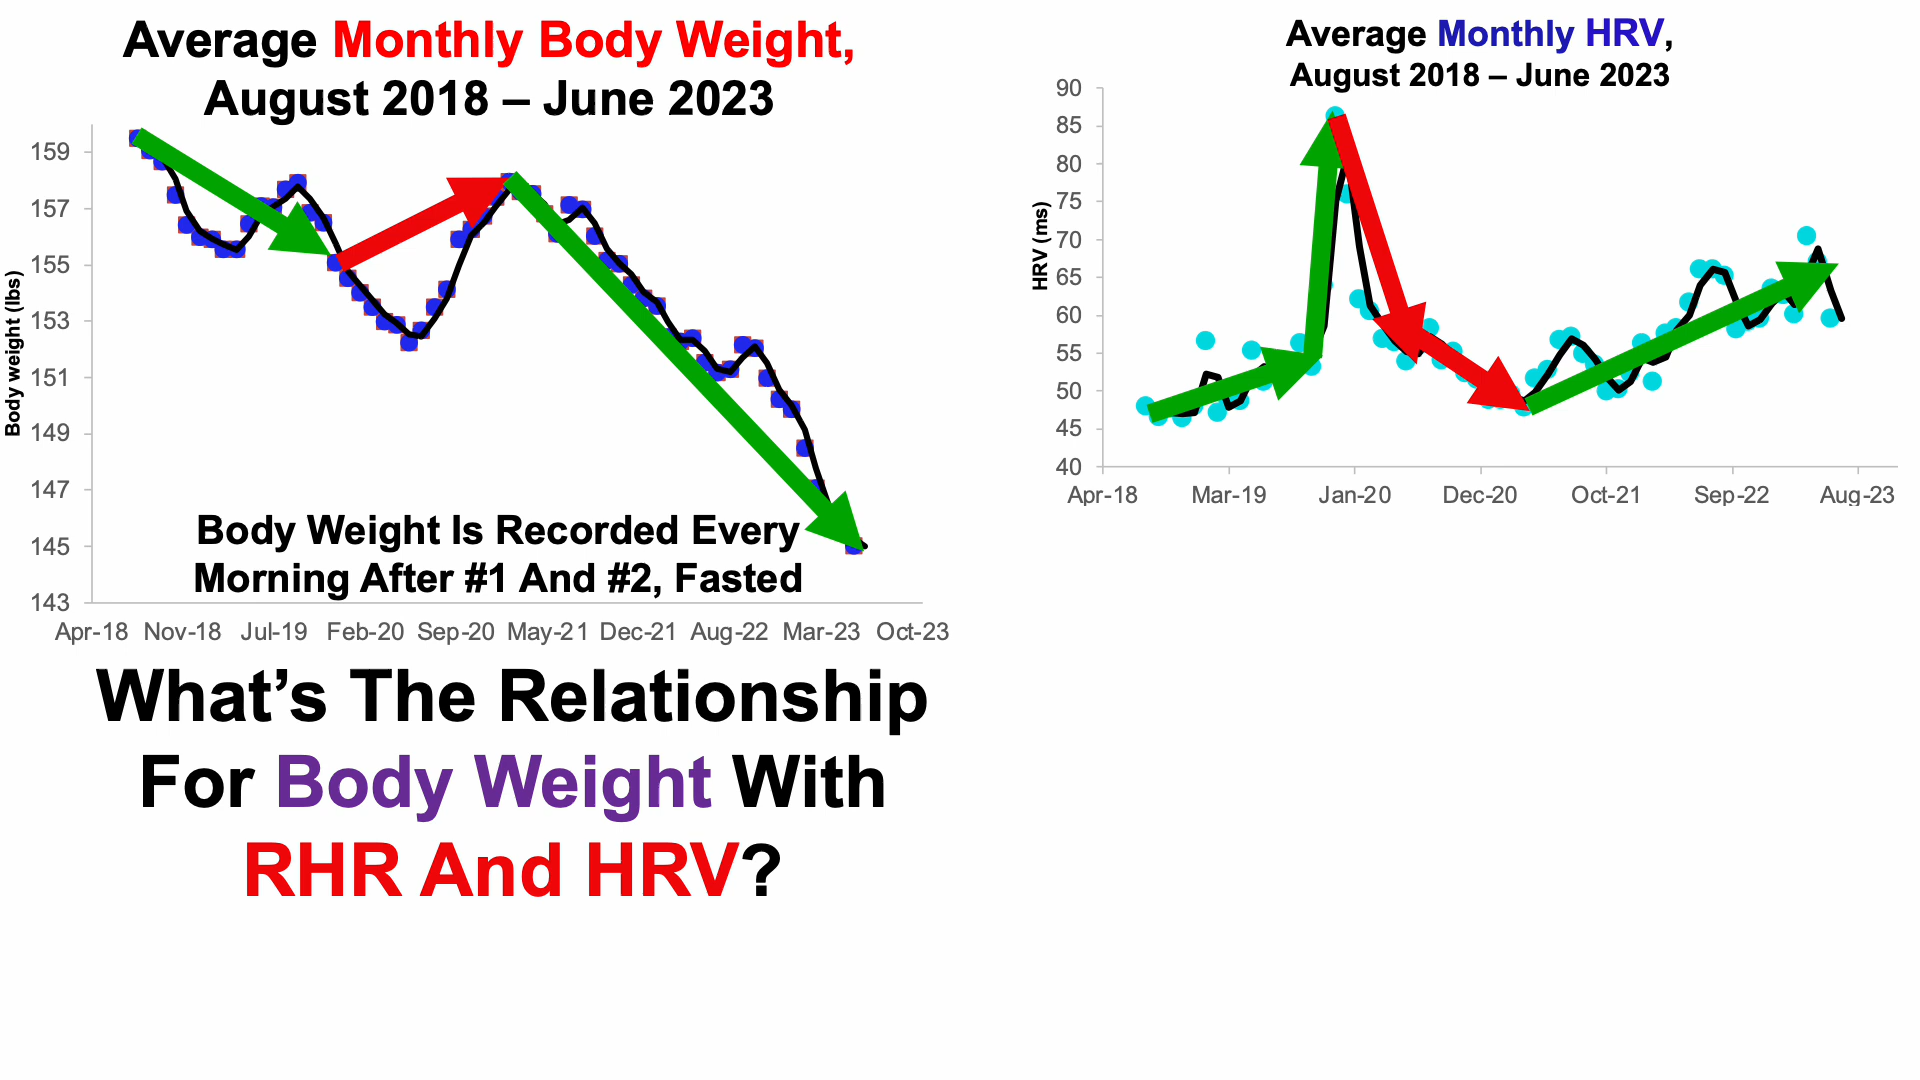 Average Monthly Body Weight,
August 2018 – June 2023
Body weight (lbs)
159
157
155
153
151
149
147
145
143
Body Weight Is Recorded Every
Morning After #1 And #2, Fasted
Apr-18 Nov-18 Jul-19 Feb-20 Sep-20 May-21 Dec-21 Aug-22 Mar-23 Oct-23
What’s The Relationship
For Body Weight With
RHR And HRV?
Average Monthly HRV,
August 2018 – June 2023
HRV (ms)
90
85
80
75
70
65
60
55
50
45
40
Apr-18 Mar-19 Jan-20 Dec-20 Oct-21 Sep-22 Aug-23